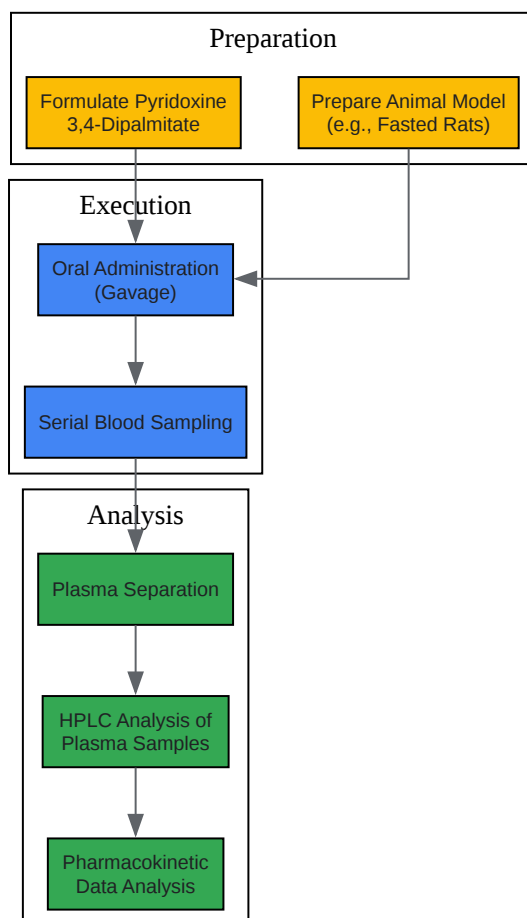 Preparation
Formulate Pyridoxine
3,4-Dipalmitate
Prepare Animal Model
(e.g., Fasted Rats)
Execution
Oral Administration
(Gavage)
Serial Blood Sampling
Analysis
Plasma Separation
HPLC Analysis of
Plasma Samples
Pharmacokinetic
Data Analysis